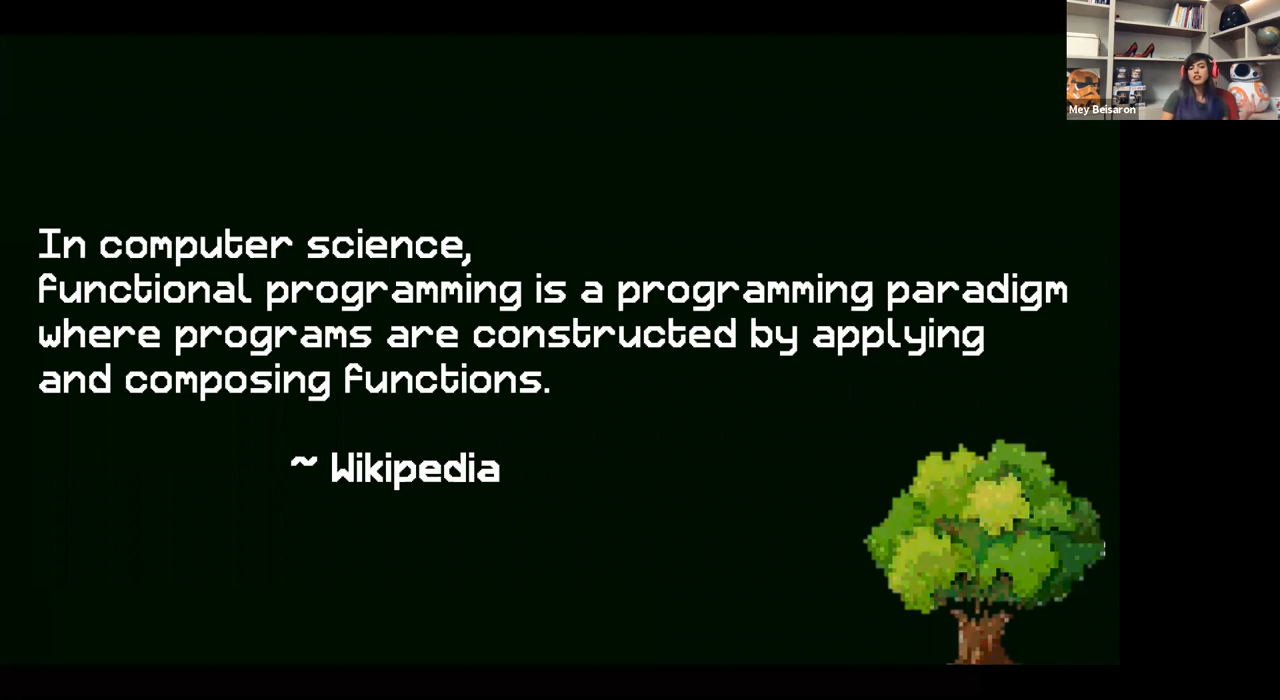 Mey Beisaron
In computer science,
functional programming is a programming paradigm
where programs are constructed by applying
and composing functions.
~ Wikipedia